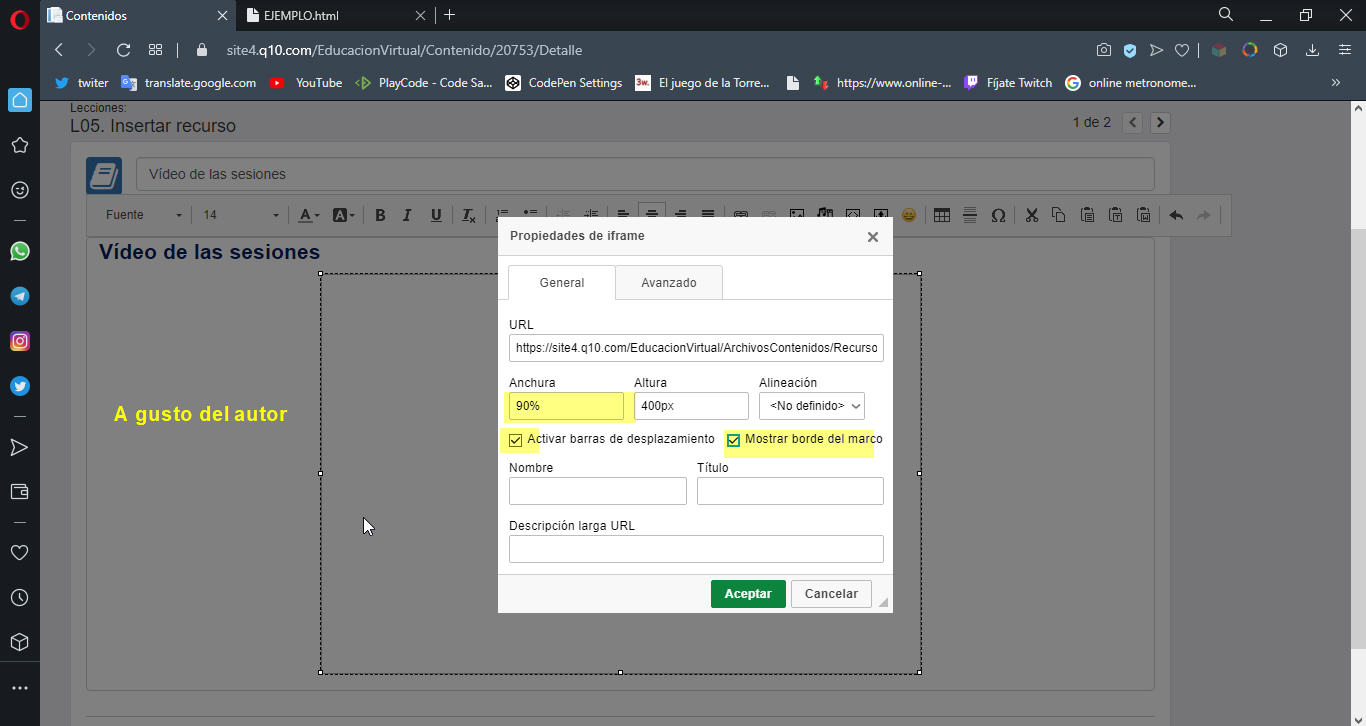 Contenidos
EJEMPLO.html
site4.q10.com/EducacionVirtual/Contenido/20753/Detalle
twiter translate.google.com YouTube PlayCode - Code Sa... CodePen Settings 3w. El juego de la Torre... https://www.online-... Fíjate Twitch online metronome...
Lecciones:
L05. Insertar recurso
1 de 2
Vídeo de las sesiones
Fuente 14 A A B I U Tx
Vídeo de las sesiones
A gusto del autor
Propiedades de iframe
General Avanzado
URL
https://site4.q10.com/EducacionVirtual/ArchivosContenidos/Recurso
Anchura Altura Alineación
90% 400px <No definido>
Activar barras de desplazamiento Mostrar borde del marco
Nombre Título
Descripción larga URL
Aceptar Cancelar